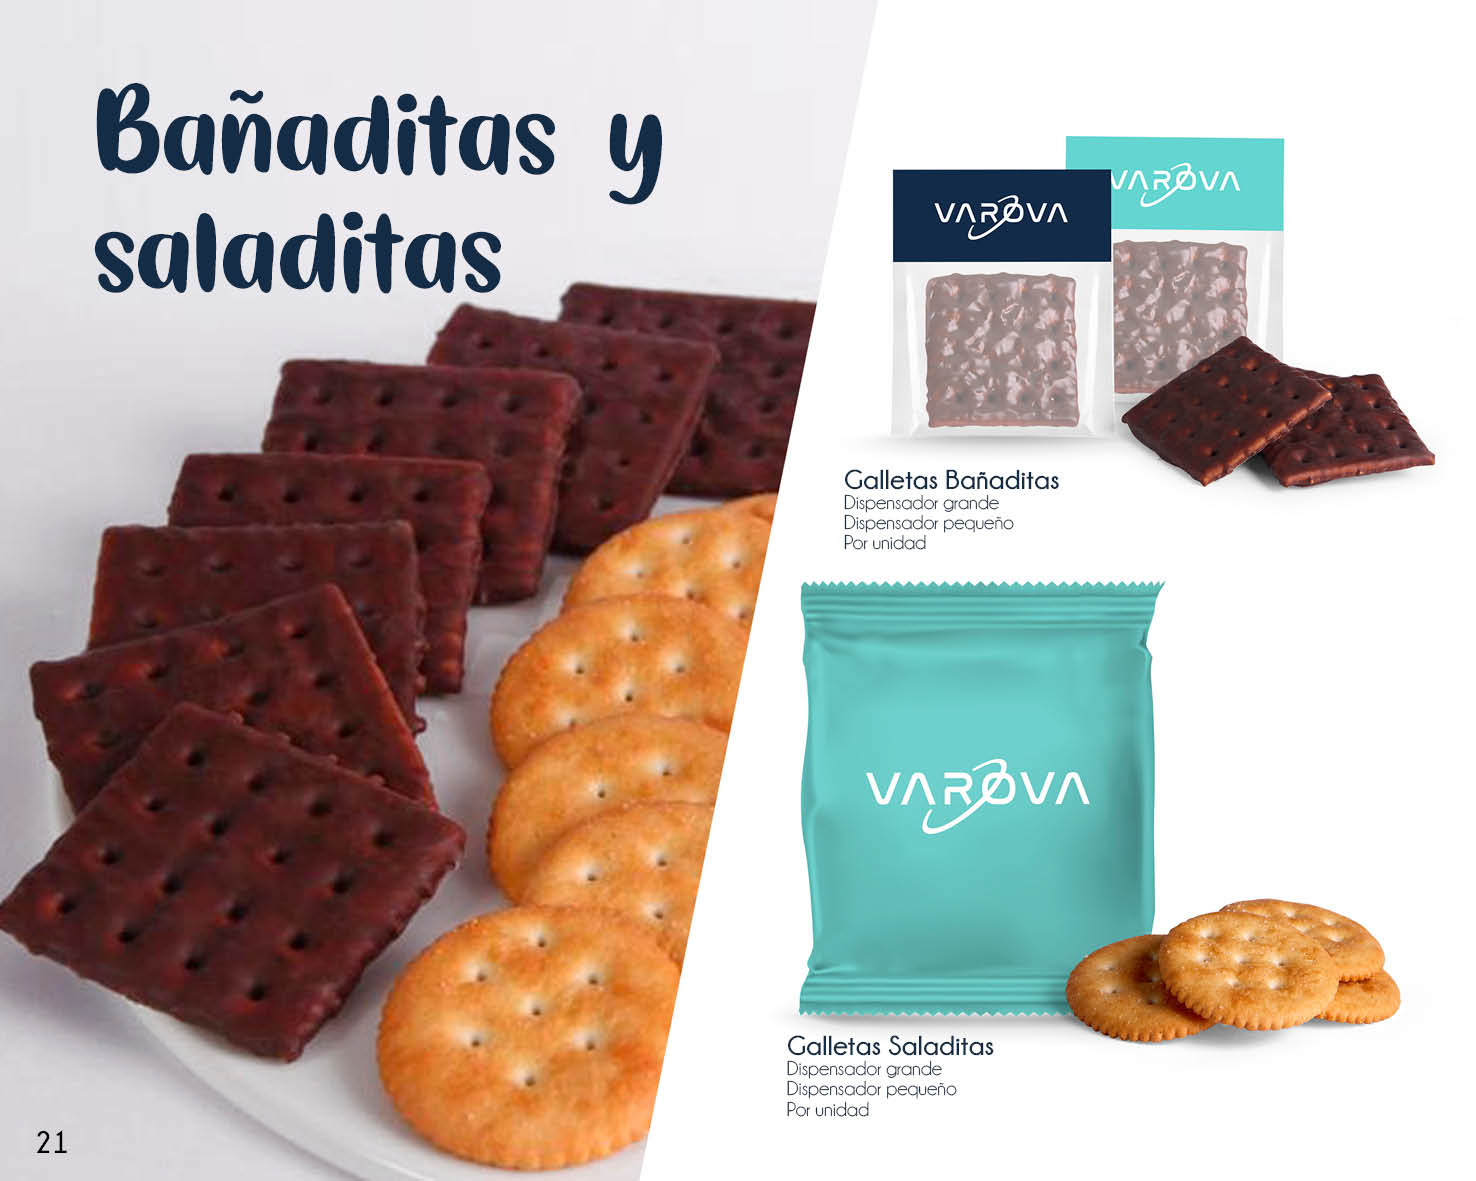 Bañaditas y
saladitas
VAROVA
VAROVA
Galletas Bañaditas
Dispensador grande
Dispensador pequeño
Por unidad
VAROVA
Galletas Saladitas
Dispensador grande
Dispensador pequeño
Por unidad
21